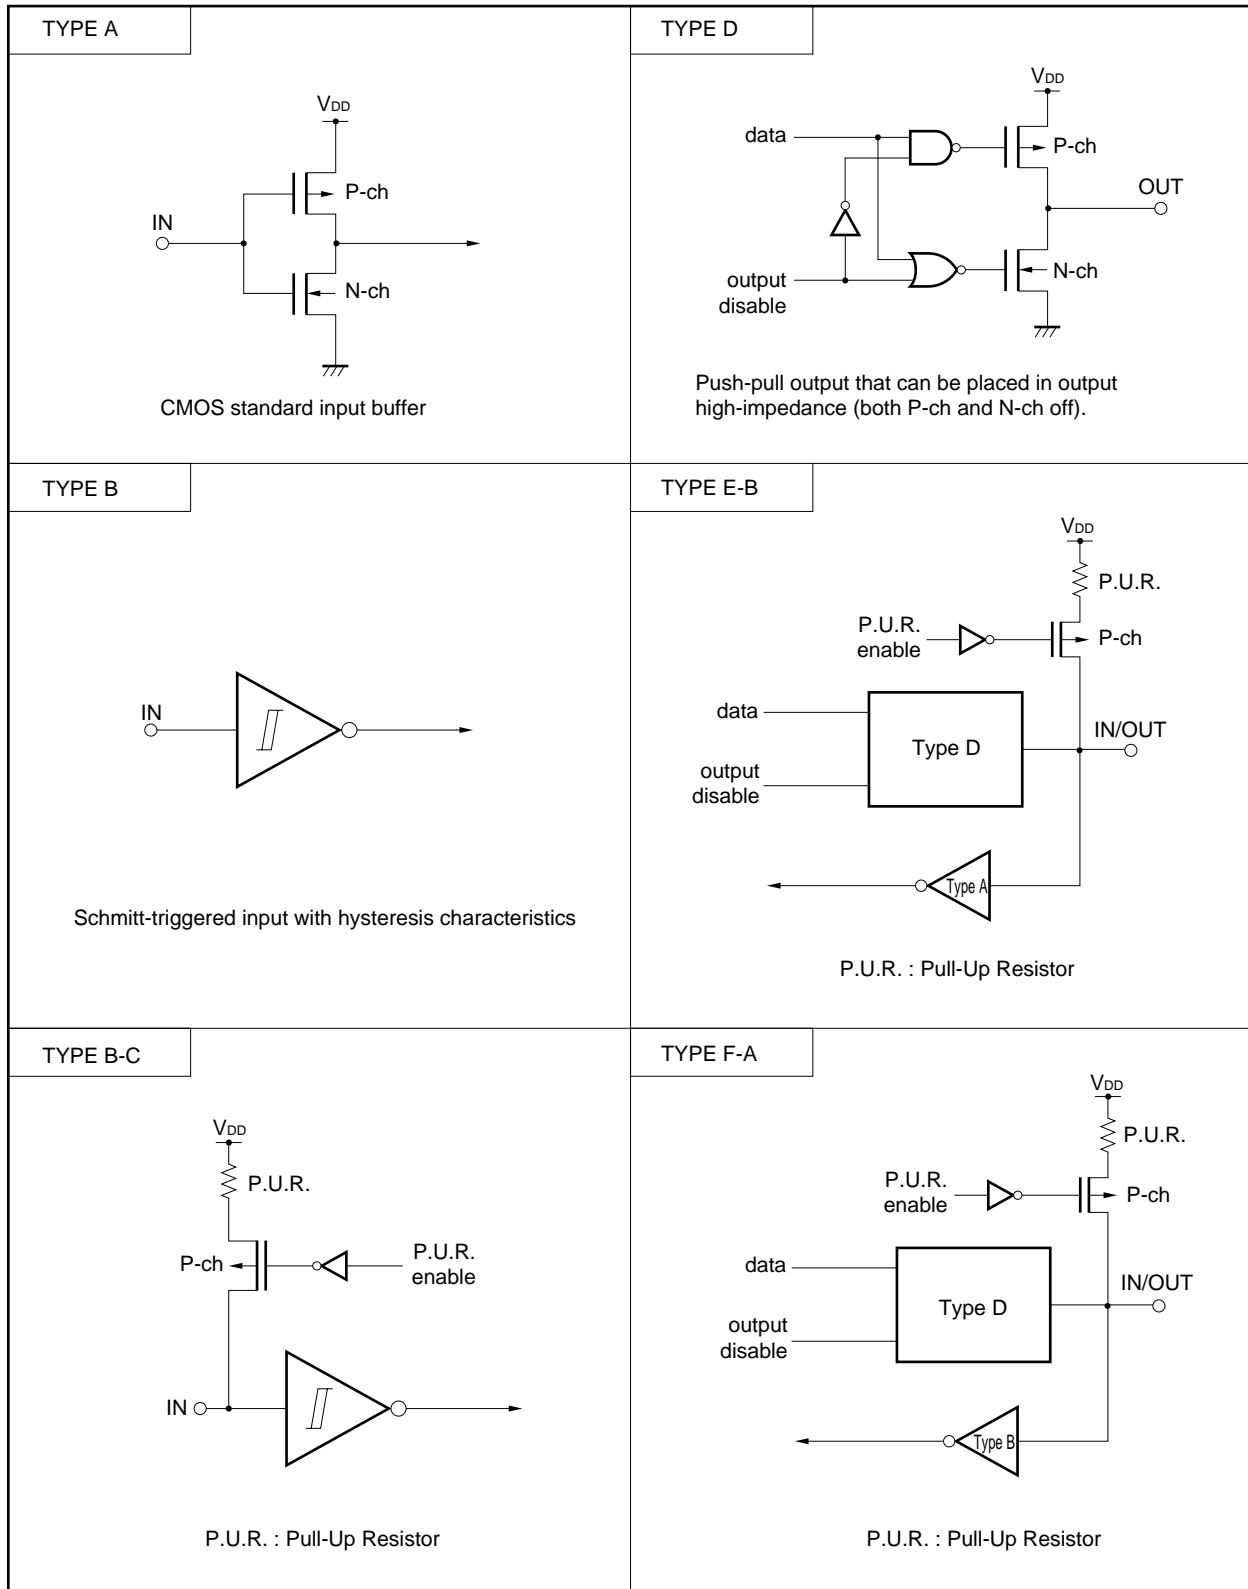 TYPE A
VDD
P-ch
IN
N-ch
CMOS standard input buffer
TYPE D
VDD
data
P-ch
OUT
output
disable
N-ch
Push-pull output that can be placed in output
high-impedance (both P-ch and N-ch off).
TYPE B
IN
Schmitt-triggered input with hysteresis characteristics
TYPE E-B
VDD
P.U.R.
P.U.R.
enable
P-ch
data
Type D
IN/OUT
output
disable
Type A
P.U.R. : Pull-Up Resistor
TYPE B-C
VDD
P.U.R.
P-ch
P.U.R.
enable
IN
P.U.R. : Pull-Up Resistor
TYPE F-A
VDD
P.U.R.
P.U.R.
enable
P-ch
data
Type D
IN/OUT
output
disable
Type B
P.U.R. : Pull-Up Resistor